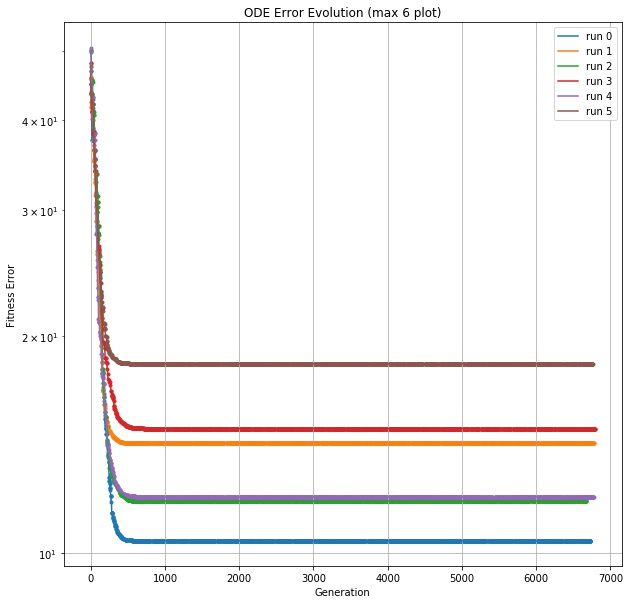 ODE Error Evolution (max 6 plot)
run 0
run 1
run 2
run 3
run 4
run 5
4 × 10¹
3 × 10¹
2 × 10¹
10¹
Fitness Error
0 1000 2000 3000 4000 5000 6000 7000
Generation